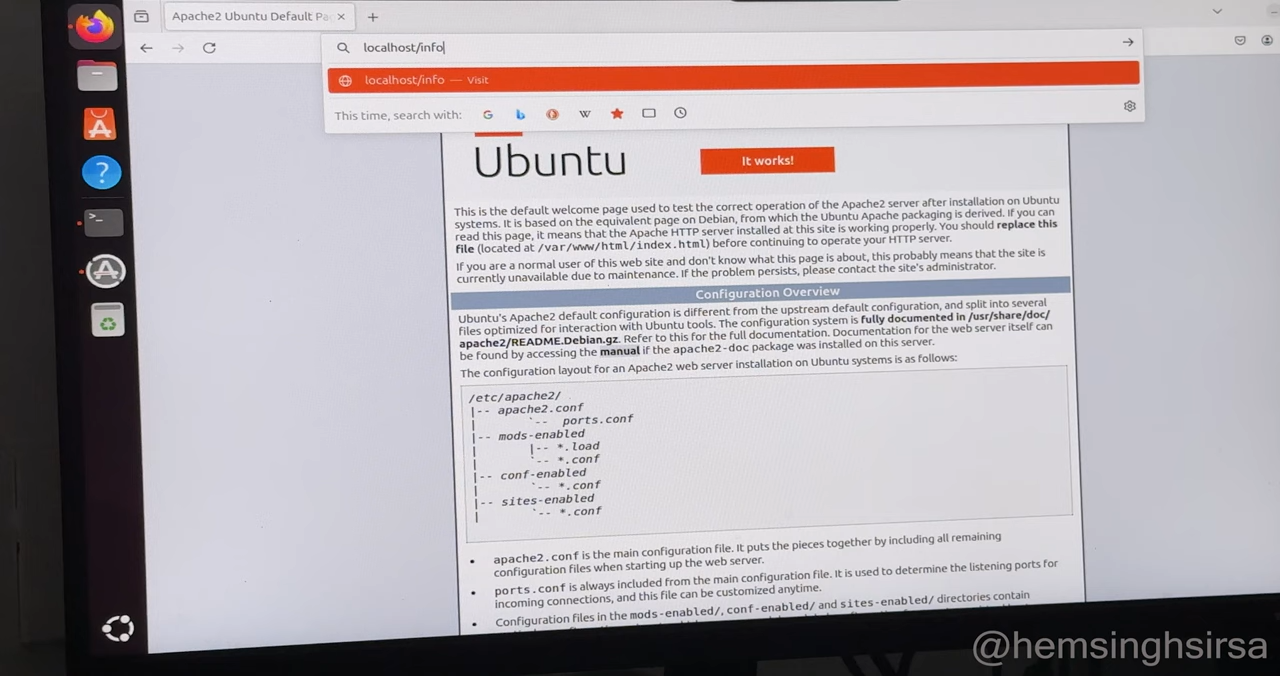 Apache2 Ubuntu Default Pa
localhost/info
localhost/info — Visit
This time, search with:
Ubuntu
It works!
This is the default welcome page used to test the correct operation of the Apache2 server after installation on Ubuntu
systems. It is based on the equivalent page on Debian, from which the Ubuntu Apache packaging is derived. If you can
read this page, it means that the Apache HTTP server installed at this site is working properly. You should replace this
file (located at /var/www/html/index.html) before continuing to operate your HTTP server.
If you are a normal user of this web site and don't know what this page is about, this probably means that the site is
currently unavailable due to maintenance. If the problem persists, please contact the site's administrator.
Configuration Overview
Ubuntu's Apache2 default configuration is different from the upstream default configuration, and split into several
files optimized for interaction with Ubuntu tools. The configuration system is fully documented in /usr/share/doc/
apache2/README.Debian.gz. Refer to this for the full documentation. Documentation for the web server itself can
be found by accessing the manual if the apache2-doc package was installed on this server.
The configuration layout for an Apache2 web server installation on Ubuntu systems is as follows:
/etc/apache2/
|-- apache2.conf
|       `--  ports.conf
|-- mods-enabled
|       |-- *.load
|       `-- *.conf
|-- conf-enabled
|       `-- *.conf
|-- sites-enabled
|       `-- *.conf
• apache2.conf is the main configuration file. It puts the pieces together by including all remaining
configuration files when starting up the web server.
• ports.conf is always included from the main configuration file. It is used to determine the listening ports for
incoming connections, and this file can be customized anytime.
• Configuration files in the mods-enabled/, conf-enabled/ and sites-enabled/ directories contain
@hemsinghsirsa